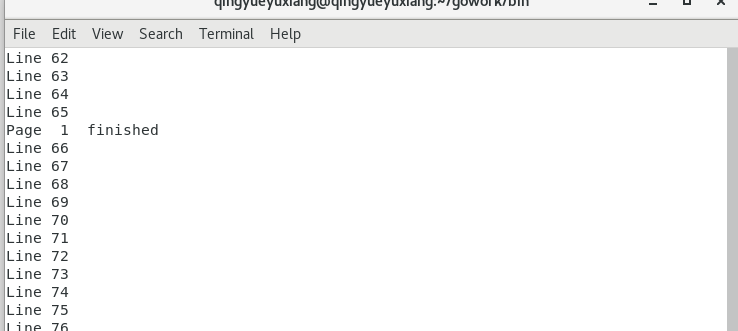 qingyueyuxiang@qingyueyuxiang:~/gowork/bin
File Edit View Search Terminal Help
Line 62
Line 63
Line 64
Line 65
Page  1  finished
Line 66
Line 67
Line 68
Line 69
Line 70
Line 71
Line 72
Line 73
Line 74
Line 75
Line 76